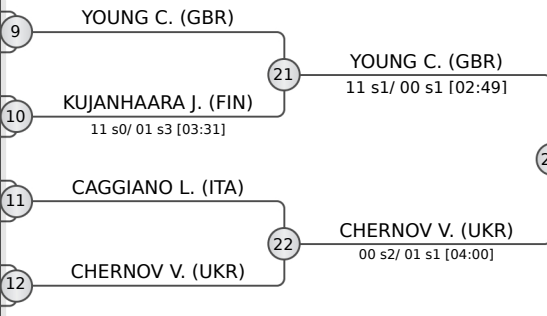 9
YOUNG C. (GBR)
21
YOUNG C. (GBR)
11 s1/ 00 s1 [02:49]
10
KUJANHAARA J. (FIN)
11 s0/ 01 s3 [03:31]
11
CAGGIANO L. (ITA)
22
CHERNOV V. (UKR)
00 s2/ 01 s1 [04:00]
12
CHERNOV V. (UKR)